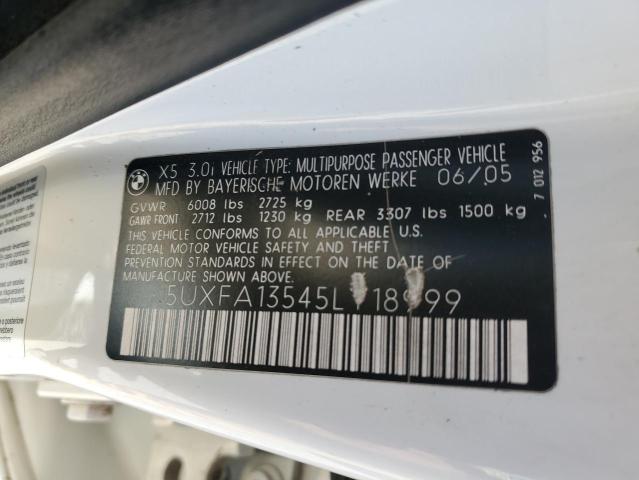 X5 3.0i VEHICLE TYPE: MULTIPURPOSE PASSENGER VEHICLE
MFD BY BAYERISCHE MOTOREN WERKE 06/05
GVWR 6008 lbs 2725 kg
GAWR FRONT 2712 lbs 1230 kg REAR 3307 lbs 1500 kg
THIS VEHICLE CONFORMS TO ALL APPLICABLE U.S.
FEDERAL MOTOR VEHICLE SAFETY AND THEFT
PREVENTION STANDARDS IN EFFECT ON THE
DATE OF MANUFACTURE SHOWN ABOVE.
7 012 956